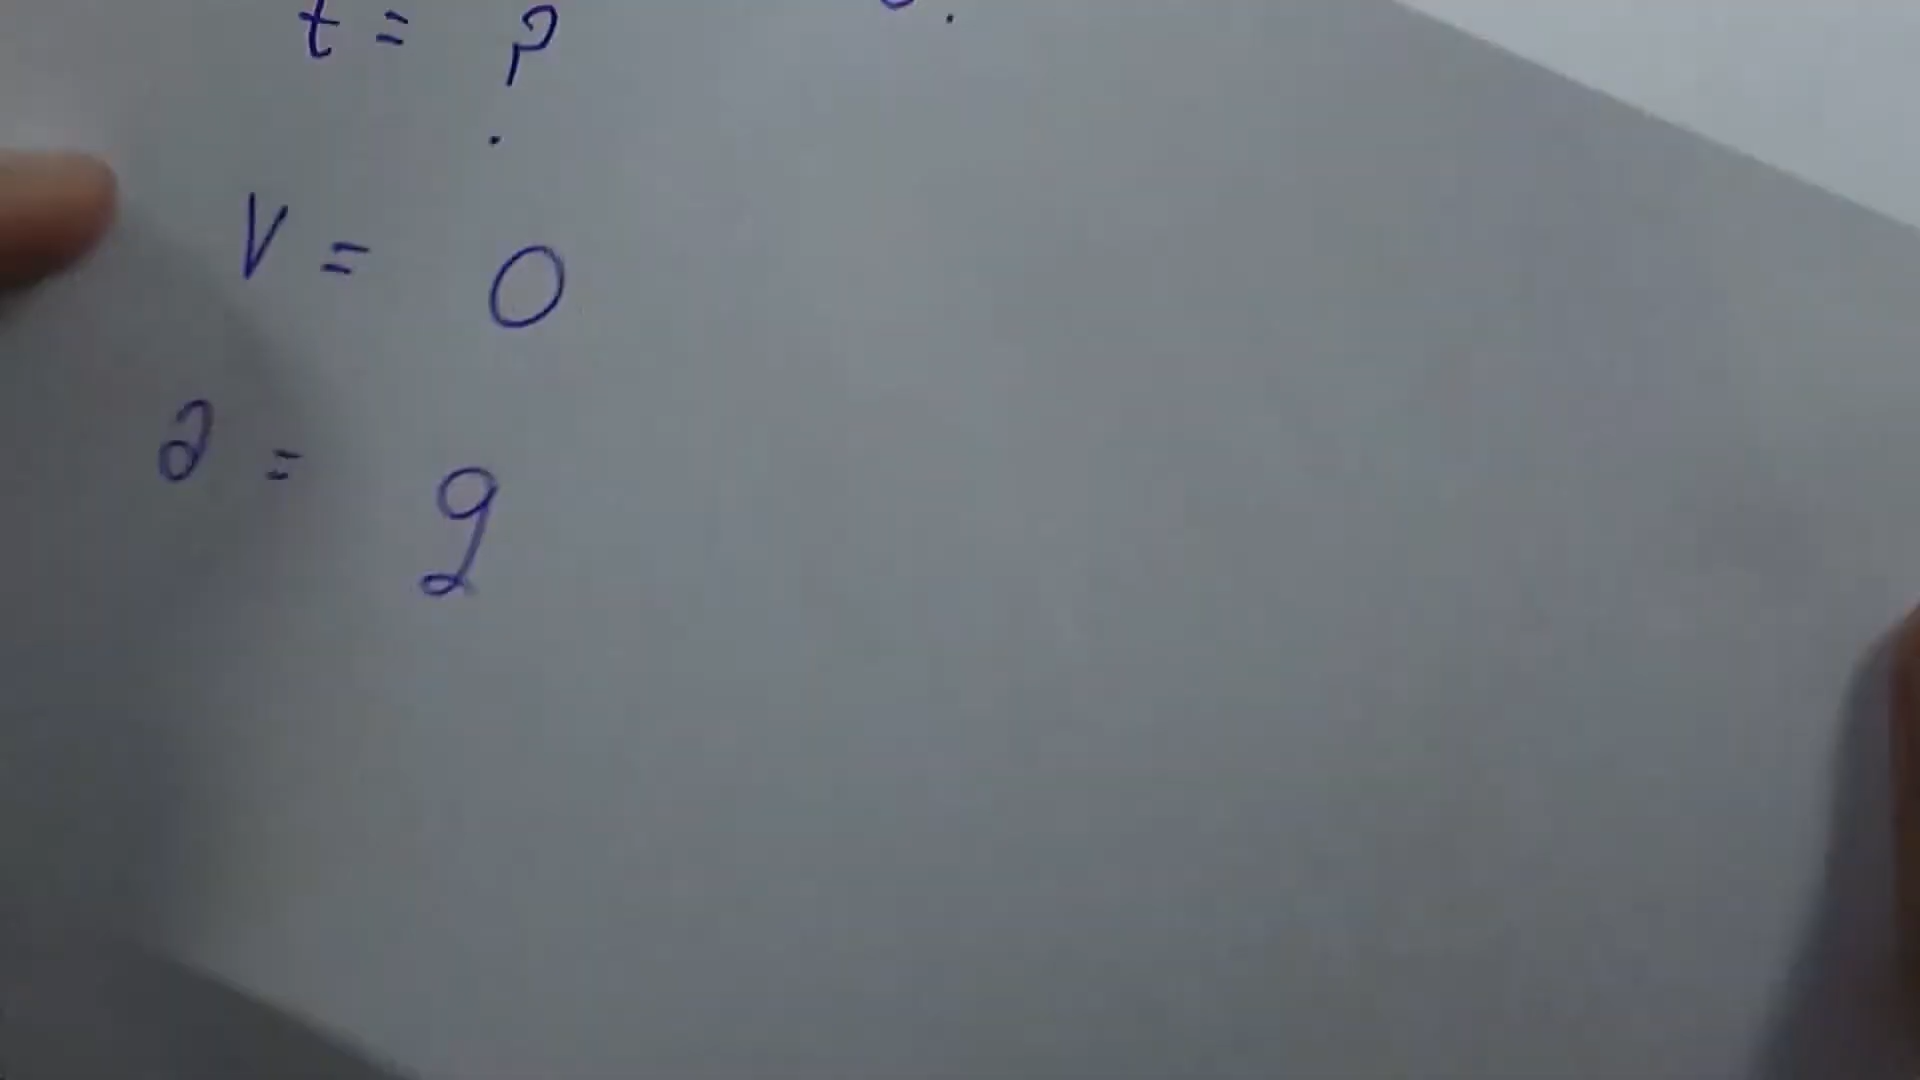 t = ?
V = 0
a = g